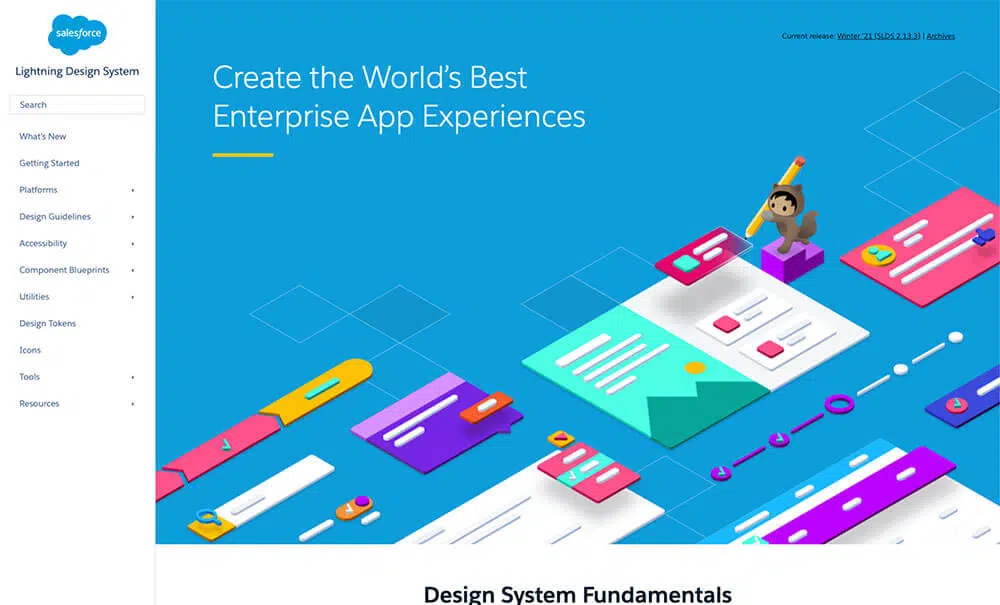 salesforce
Lightning Design System
Search
What's New
Getting Started
Platforms
Design Guidelines
Accessibility
Component Blueprints
Utilities
Design Tokens
Icons
Tools
Resources
Current release: Winter '21 (SLDS 2.13.3) | Archives
Create the World's Best
Enterprise App Experiences
Design System Fundamentals